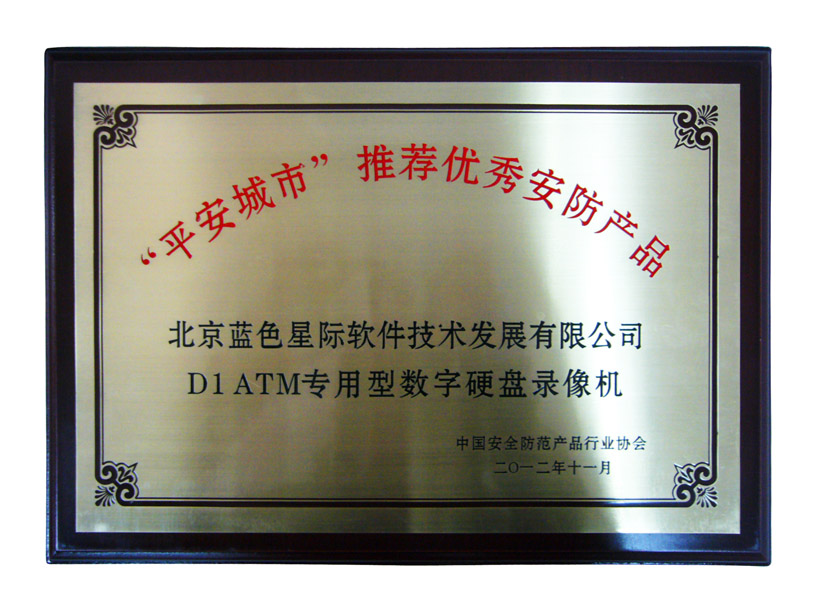 “平安城市”推荐优秀安防产品
北京蓝色星际软件技术发展有限公司
D1 ATM专用型数字硬盘录像机
中国安全防范产品行业协会
二〇一二年十一月